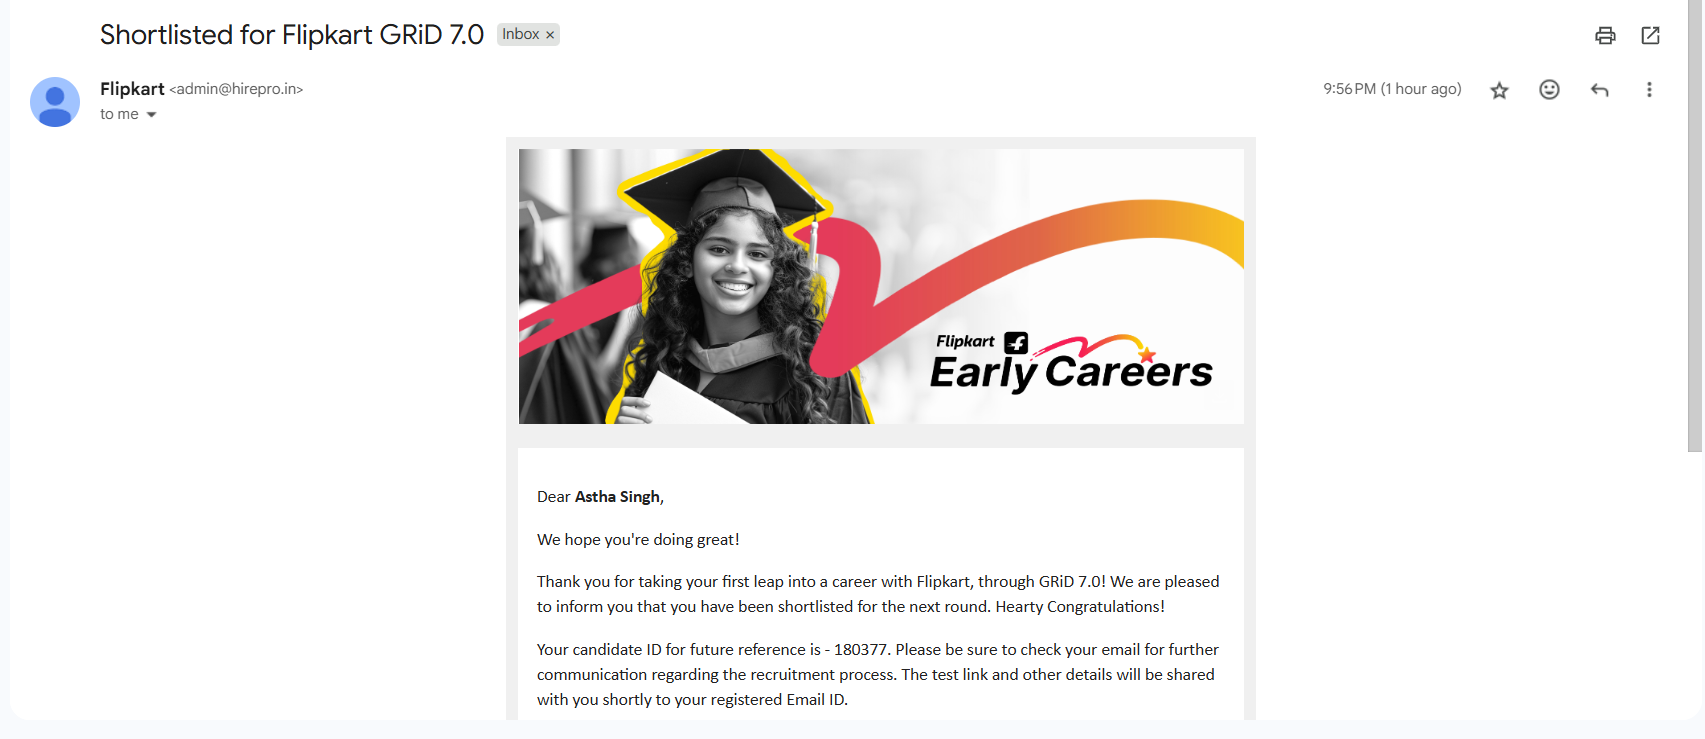 Shortlisted for Flipkart GRiD 7.0 Inbox ×
Flipkart <admin@hirepro.in> 9:56 PM (1 hour ago)
to me
Flipkart
Early Careers
Dear Astha Singh,
We hope you're doing great!
Thank you for taking your first leap into a career with Flipkart, through GRiD 7.0! We are pleased
to inform you that you have been shortlisted for the next round. Hearty Congratulations!
Your candidate ID for future reference is - 180377. Please be sure to check your email for further
communication regarding the recruitment process. The test link and other details will be shared
with you shortly to your registered Email ID.